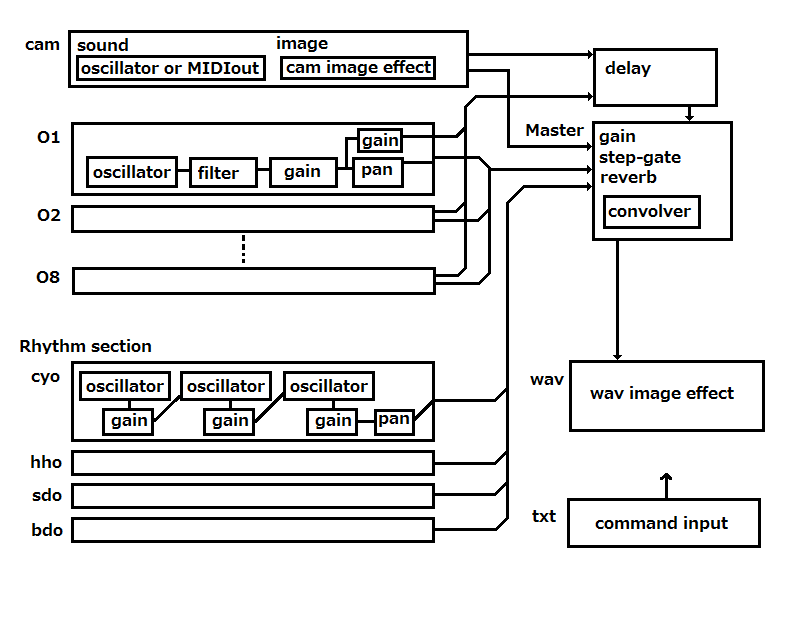 cam
sound
image
oscillator or MIDIout
cam image effect
delay
O1
gain
oscillator
filter
gain
pan
Master
gain
step-gate
reverb
convolver
O2
O8
Rhythm section
cyo
oscillator
oscillator
oscillator
gain
gain
gain
pan
hho
sdo
bdo
wav
wav image effect
txt
command input